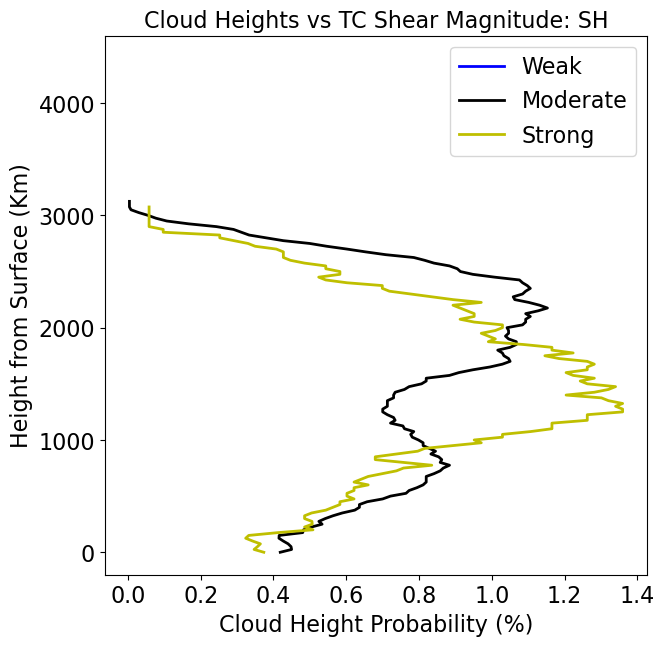 Cloud Heights vs TC Shear Magnitude: SH
Weak
Moderate
Strong
4000
3000
2000
1000
0
Height from Surface (Km)
0.0 0.2 0.4 0.6 0.8 1.0 1.2 1.4
Cloud Height Probability (%)